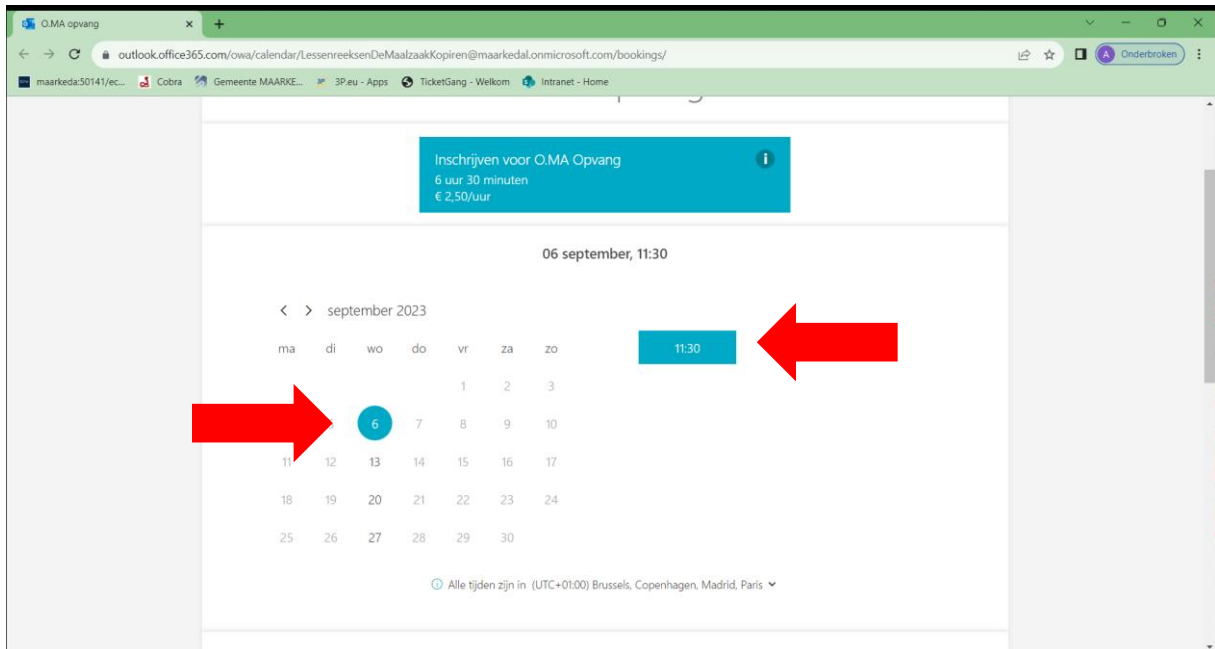 O.MA opvang
outlook.office365.com/owa/calendar/LessenreeksenDeMaalzaakKopiren@maarkedal.onmicrosoft.com/bookings/
A Onderbroken
maarkeda:50141/ec... Cobra Gemeente MAARKE... 3P.eu - Apps TicketGang - Welkom Intranet - Home
Inschrijven voor O.MA Opvang
6 uur 30 minuten
€ 2,50/uur
06 september, 11:30
september 2023
ma di wo do vr za zo
11:30
1 2 3
6 7 8 9 10
11 12 13 14 15 16 17
18 19 20 21 22 23 24
25 26 27 28 29 30
Alle tijden zijn in (UTC+01:00) Brussels, Copenhagen, Madrid, Paris